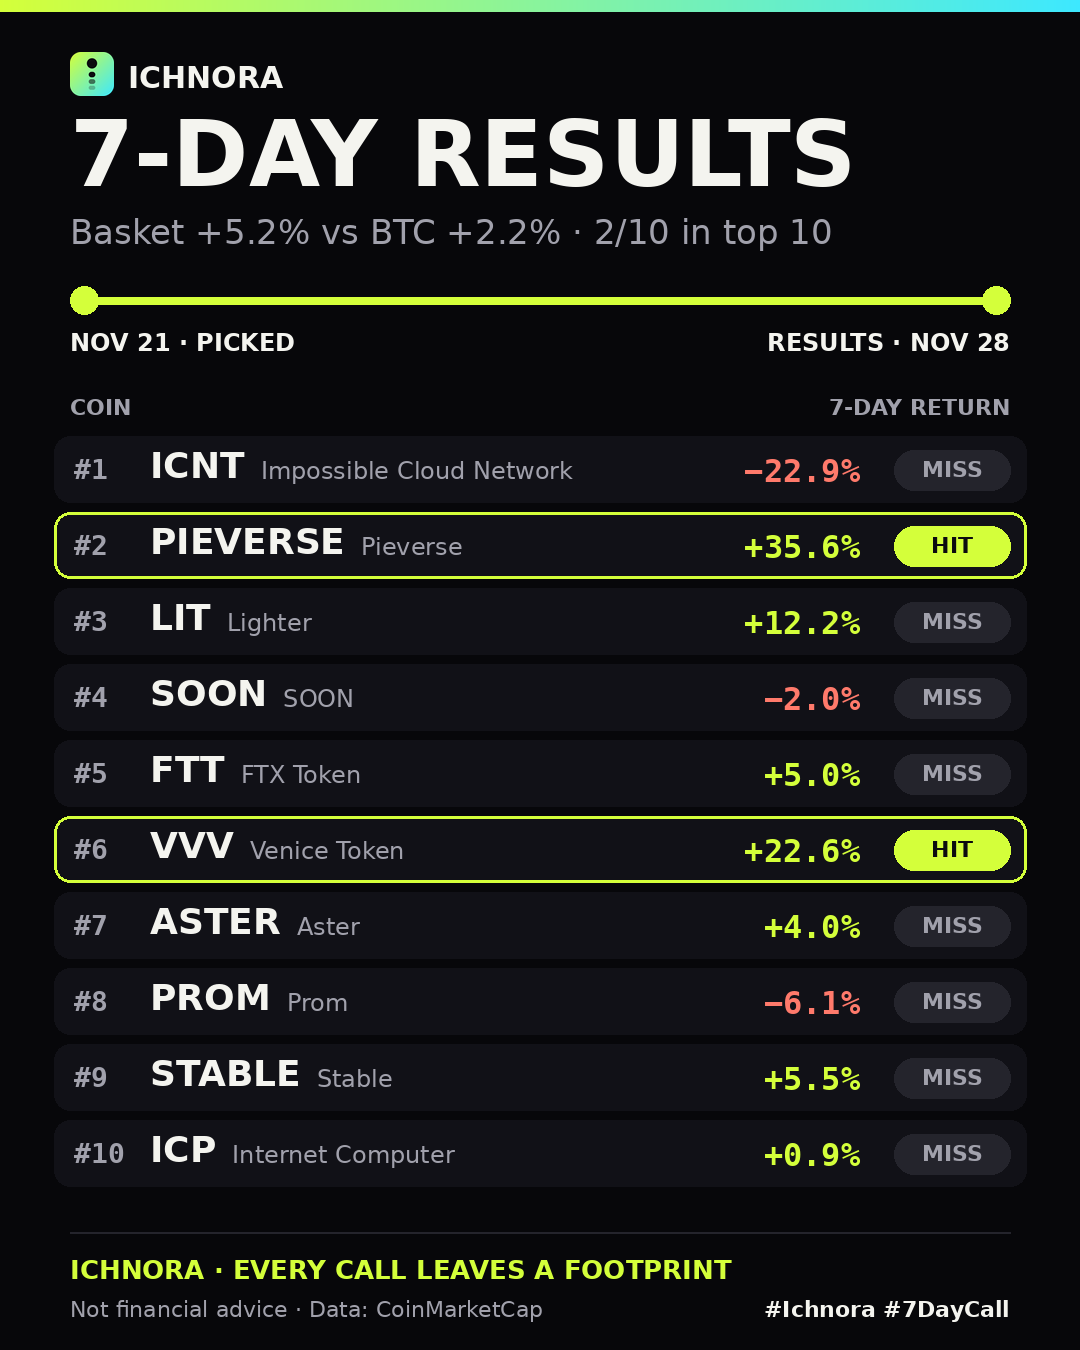 ICHNORA
7-DAY RESULTS
Basket +5.2% vs BTC +2.2% · 2/10 in top 10
NOV 21 · PICKED RESULTS · NOV 28
COIN 7-DAY RETURN
#1 ICNT Impossible Cloud Network −22.9% MISS
#2 PIEVERSE Pieverse +35.6% HIT
#3 LIT Lighter +12.2% MISS
#4 SOON SOON −2.0% MISS
#5 FTT FTX Token +5.0% MISS
#6 VVV Venice Token +22.6% HIT
#7 ASTER Aster +4.0% MISS
#8 PROM Prom −6.1% MISS
#9 STABLE Stable +5.5% MISS
#10 ICP Internet Computer +0.9% MISS
ICHNORA · EVERY CALL LEAVES A FOOTPRINT
Not financial advice · Data: CoinMarketCap #Ichnora #7DayCall